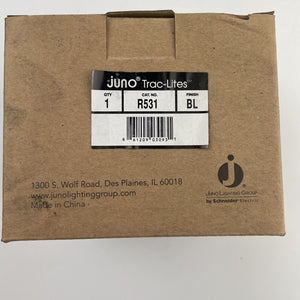 juno® Trac-Lites™
QTY CAT. NO. FINISH
1 R531 BL
1300 S. Wolf Road, Des Plaines, IL 60018
www.junolightinggroup.com
Made in China
JUNO LIGHTING GROUP
by Schneider Electric